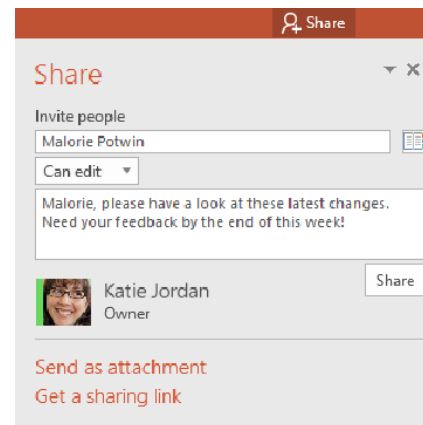 Share
Share
Invite people
Malorie Potwin
Can edit
Malorie, please have a look at these latest changes.
Need your feedback by the end of this week!
Share
Katie Jordan
Owner
Send as attachment
Get a sharing link